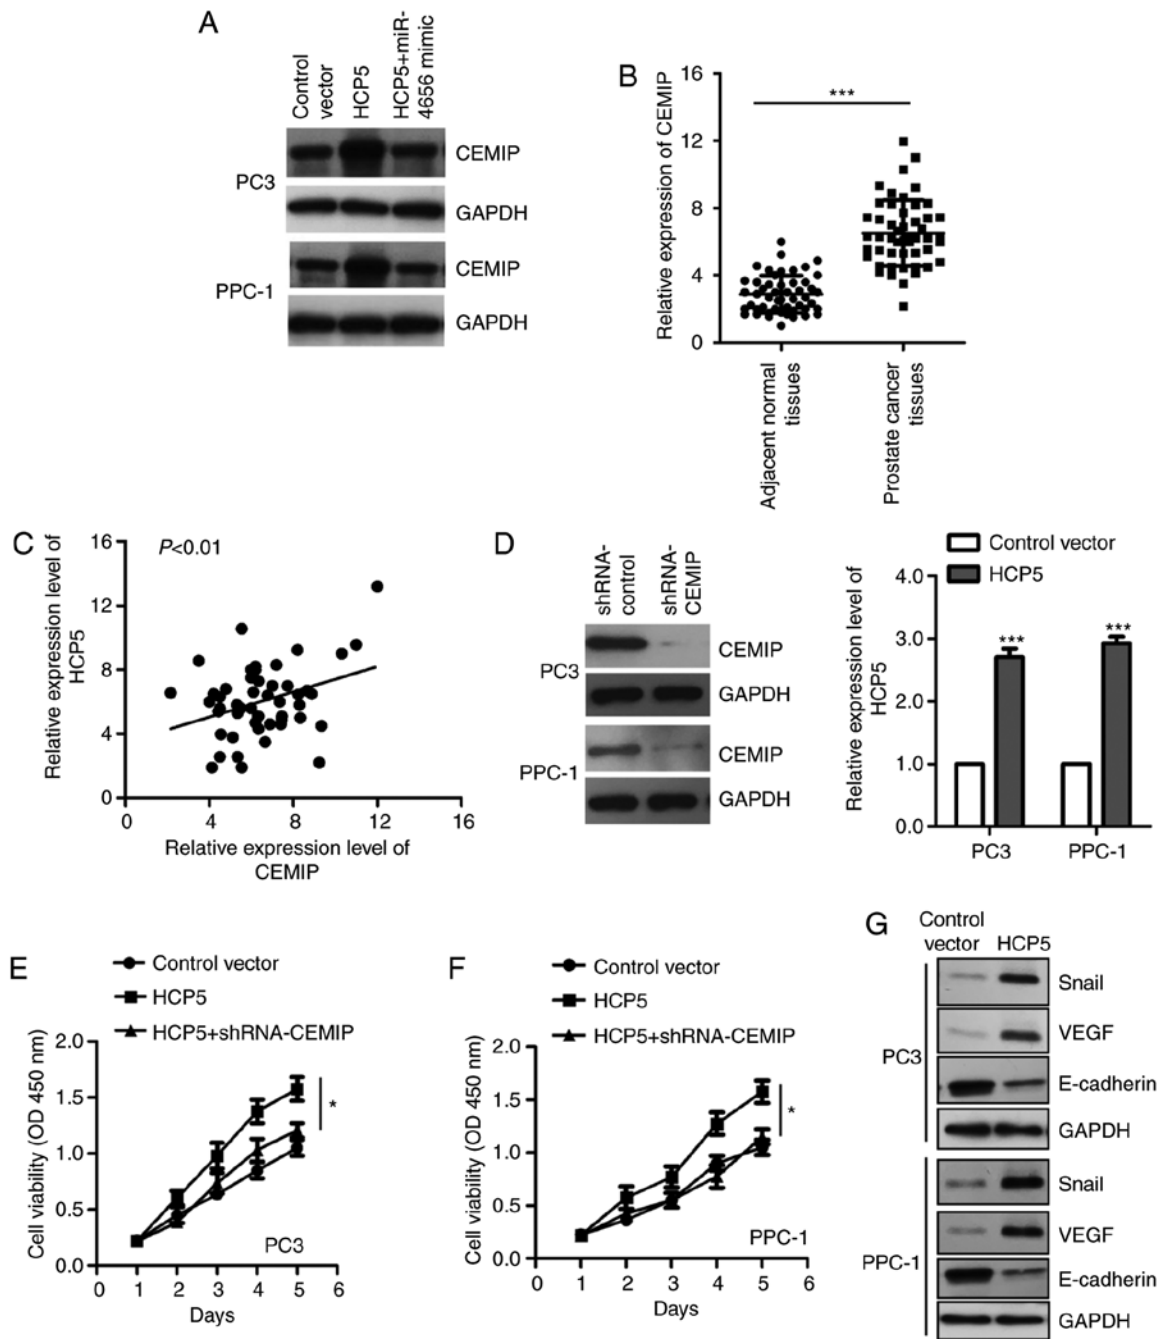 A
Control
vector
HCP5
HCP5+miR-
4656 mimic
PC3
CEMIP
GAPDH
PPC-1
CEMIP
GAPDH
B
Relative expression of CEMIP
16
12
8
4
0
***
Adjacent normal
tissues
Prostate cancer
tissues
C
Relative expression level of
HCP5
16
12
8
4
0
P<0.01
0 4 8 12 16
Relative expression level of
CEMIP
D
shRNA-
control
shRNA-
CEMIP
PC3
CEMIP
GAPDH
PPC-1
CEMIP
GAPDH
Control vector
HCP5
Relative expression level of
HCP5
4.0
3.0
2.0
1.0
0.0
***
***
PC3 PPC-1
E
Control vector
HCP5
HCP5+shRNA-CEMIP
Cell viability (OD 450 nm)
2.0
1.5
1.0
0.5
0.0
*
PC3
0 1 2 3 4 5 6
Days
F
Control vector
HCP5
HCP5+shRNA-CEMIP
Cell viability (OD 450 nm)
2.0
1.5
1.0
0.5
0.0
*
PPC-1
0 1 2 3 4 5 6
Days
G
Control
vector HCP5
PC3
Snail
VEGF
E-cadherin
GAPDH
PPC-1
Snail
VEGF
E-cadherin
GAPDH